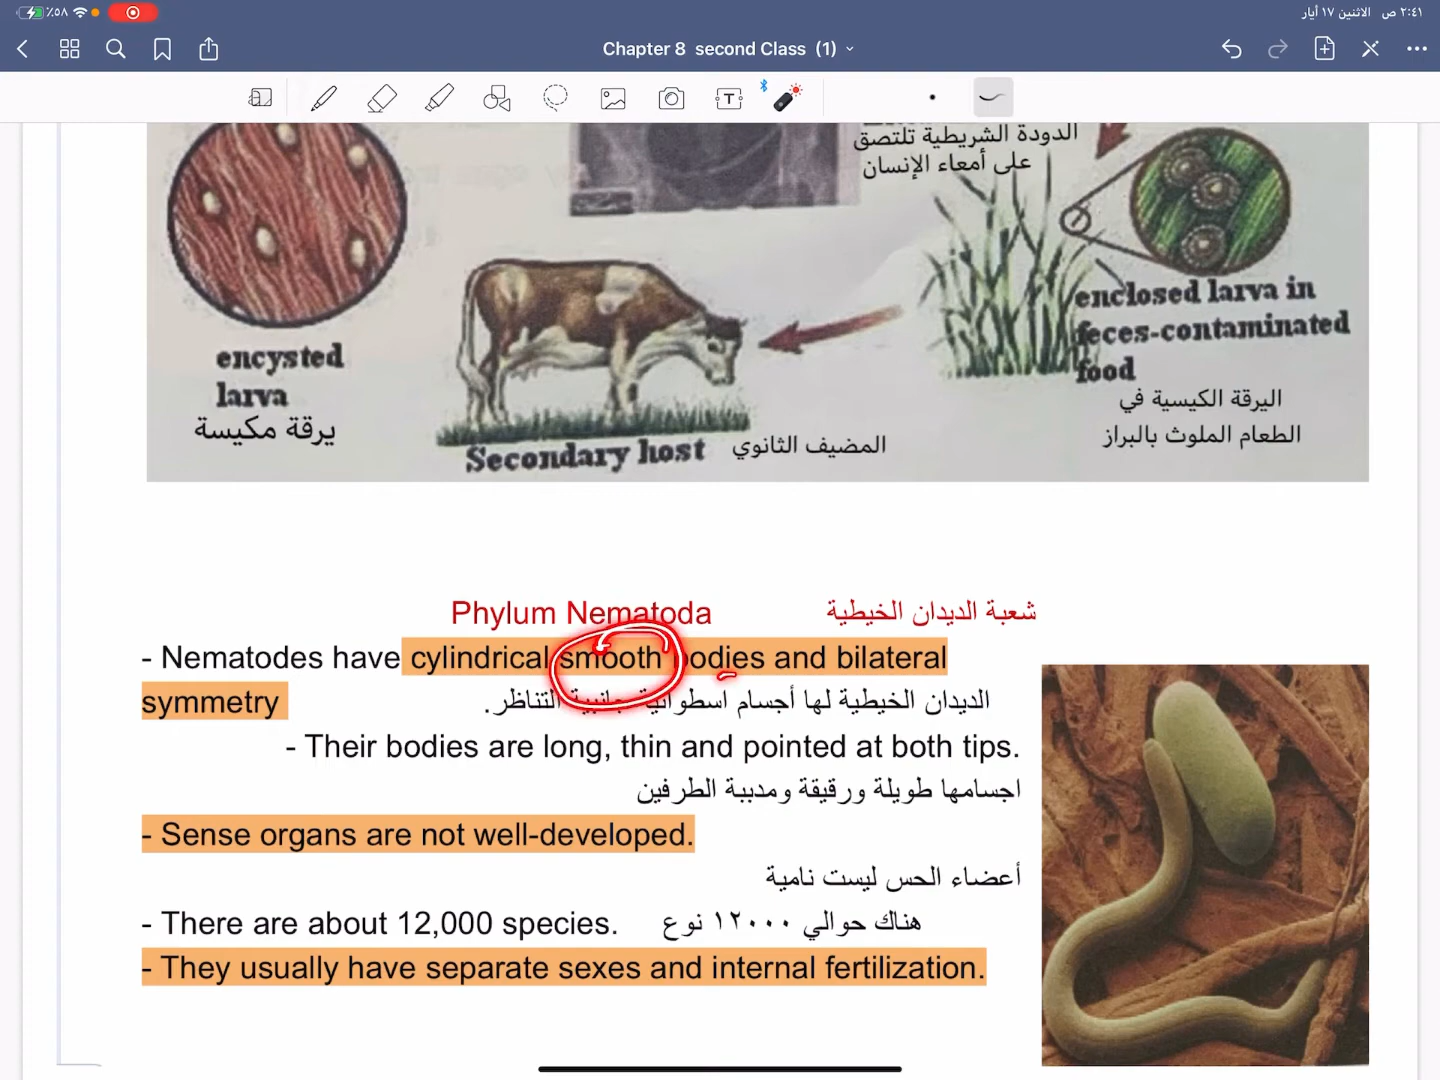 ٢:٤١ ص الاثنين ١٧ أيار
٪٥٨
Chapter 8 second Class (1)
T
الدودة الشريطية تلتصق
على أمعاء الإنسان
enclosed larva in
feces-contaminated
food
اليرقة الكيسية في
الطعام الملوث بالبراز
encysted
larva
يرقة مكيسة
Secondary host المضيف الثانوي
Phylum Nematoda شعبة الديدان الخيطية
- Nematodes have cylindrical smooth bodies and bilateral
symmetry الديدان الخيطية لها أجسام اسطوانية جانبية التناظر.
- Their bodies are long, thin and pointed at both tips.
اجسامها طويلة ورقيقة ومدببة الطرفين
- Sense organs are not well-developed.
أعضاء الحس ليست نامية
- There are about 12,000 species. هناك حوالي ١٢٠٠٠ نوع
- They usually have separate sexes and internal fertilization.